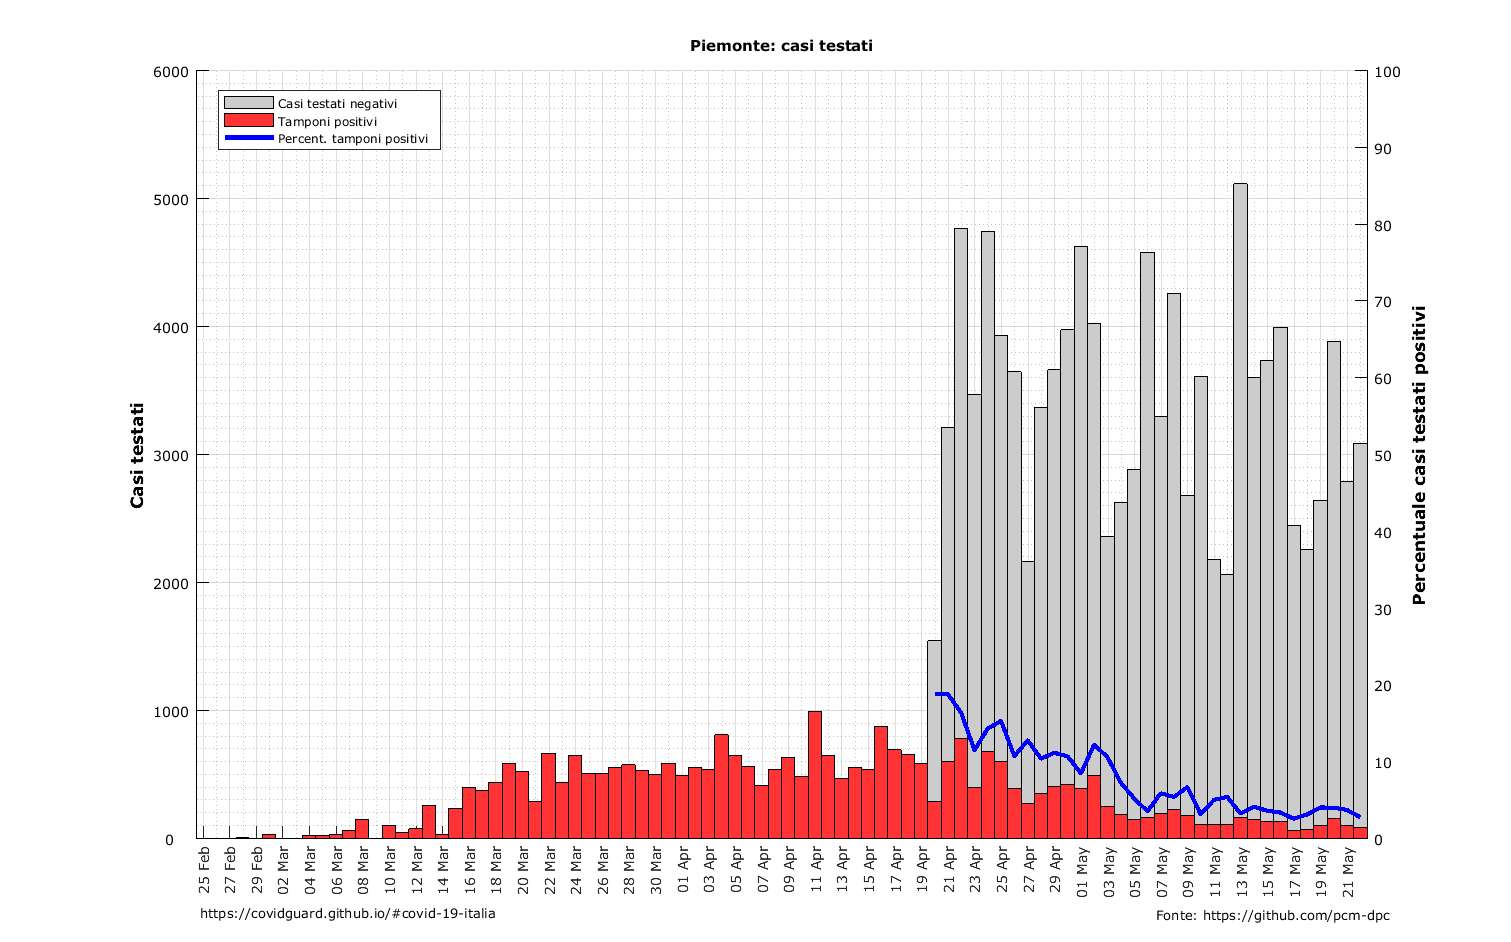 Piemonte: casi testati
Casi testati negativi
Tamponi positivi
Percent. tamponi positivi
Casi testati
6000
5000
4000
3000
2000
1000
0
Percentuale casi testati positivi
100
90
80
70
60
50
40
30
20
10
0
25 Feb
27 Feb
29 Feb
02 Mar
04 Mar
06 Mar
08 Mar
10 Mar
12 Mar
14 Mar
16 Mar
18 Mar
20 Mar
22 Mar
24 Mar
26 Mar
28 Mar
30 Mar
01 Apr
03 Apr
05 Apr
07 Apr
09 Apr
11 Apr
13 Apr
15 Apr
17 Apr
19 Apr
21 Apr
23 Apr
25 Apr
27 Apr
29 Apr
01 May
03 May
05 May
07 May
09 May
11 May
13 May
15 May
17 May
19 May
21 May
https://covidguard.github.io/#covid-19-italia
Fonte: https://github.com/pcm-dpc